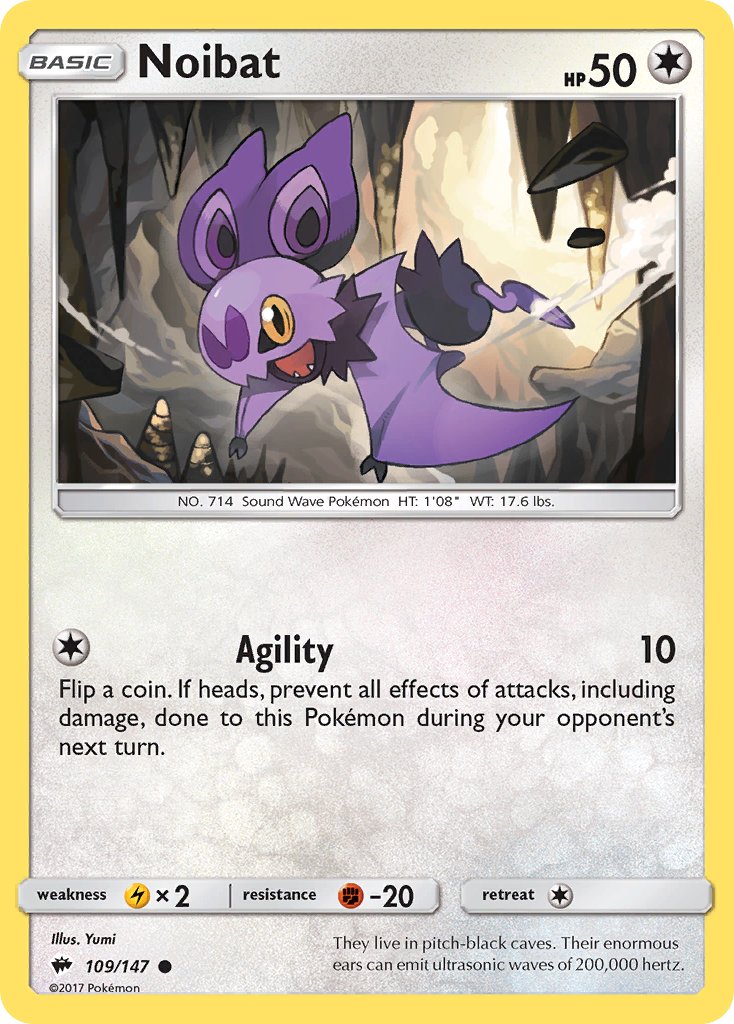 BASIC Noibat HP 50
NO. 714 Sound Wave Pokémon HT: 1'08" WT: 17.6 lbs.
Agility 10
Flip a coin. If heads, prevent all effects of attacks, including
damage, done to this Pokémon during your opponent's
next turn.
weakness × 2 resistance -20 retreat
Illus. Yumi
109/147
©2017 Pokémon
They live in pitch-black caves. Their enormous
ears can emit ultrasonic waves of 200,000 hertz.